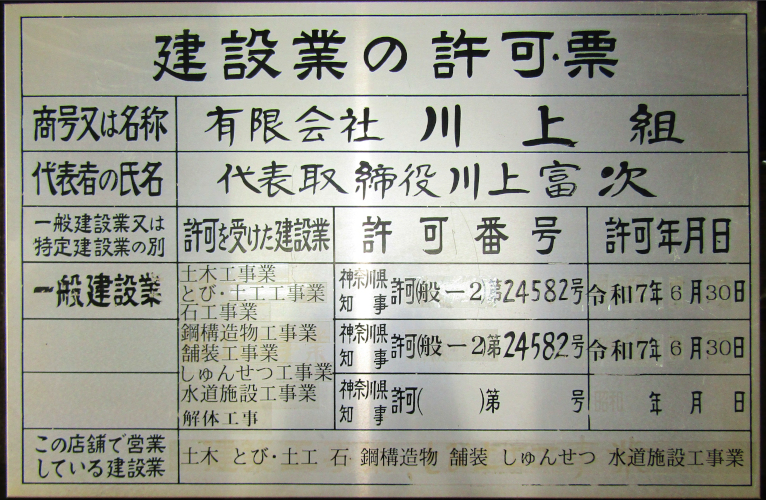 建設業の許可票
商号又は名称 有限会社 川上組
代表者の氏名 代表取締役川上富次
一般建設業又は
特定建設業の別
許可を受けた建設業
許可番号
許可年月日
一般建設業
土木工事業
とび・土工工事業
石工事業
鋼構造物工事業
舗装工事業
しゅんせつ工事業
水道施設工事業
解体工事
神奈川県
知事
許可(般-2)第24582号
令和7年6月30日
神奈川県
知事
許可(般-2)第24582号
令和7年6月30日
神奈川県
知事
許可( )第 号
年 月 日
この店舗で営業
している建設業
土木 とび・土工 石 鋼構造物 舗装 しゅんせつ 水道施設工事業